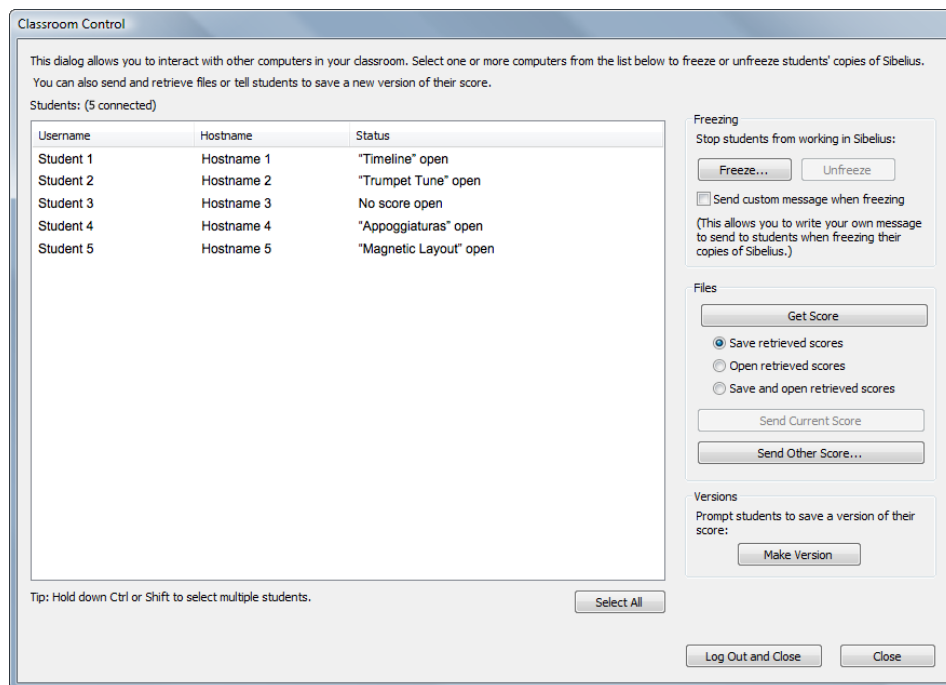 Classroom Control
This dialog allows you to interact with other computers in your classroom. Select one or more computers from the list below to freeze or unfreeze students' copies of Sibelius.
You can also send and retrieve files or tell students to save a new version of their score.
Students: (5 connected)
Username Hostname Status
Student 1 Hostname 1 "Timeline" open
Student 2 Hostname 2 "Trumpet Tune" open
Student 3 Hostname 3 No score open
Student 4 Hostname 4 "Appoggiaturas" open
Student 5 Hostname 5 "Magnetic Layout" open
Tip: Hold down Ctrl or Shift to select multiple students.
Select All
Freezing
Stop students from working in Sibelius:
Freeze... Unfreeze
Send custom message when freezing
(This allows you to write your own message
to send to students when freezing their
copies of Sibelius.)
Files
Get Score
Save retrieved scores
Open retrieved scores
Save and open retrieved scores
Send Current Score
Send Other Score...
Versions
Prompt students to save a version of their
score:
Make Version
Log Out and Close Close